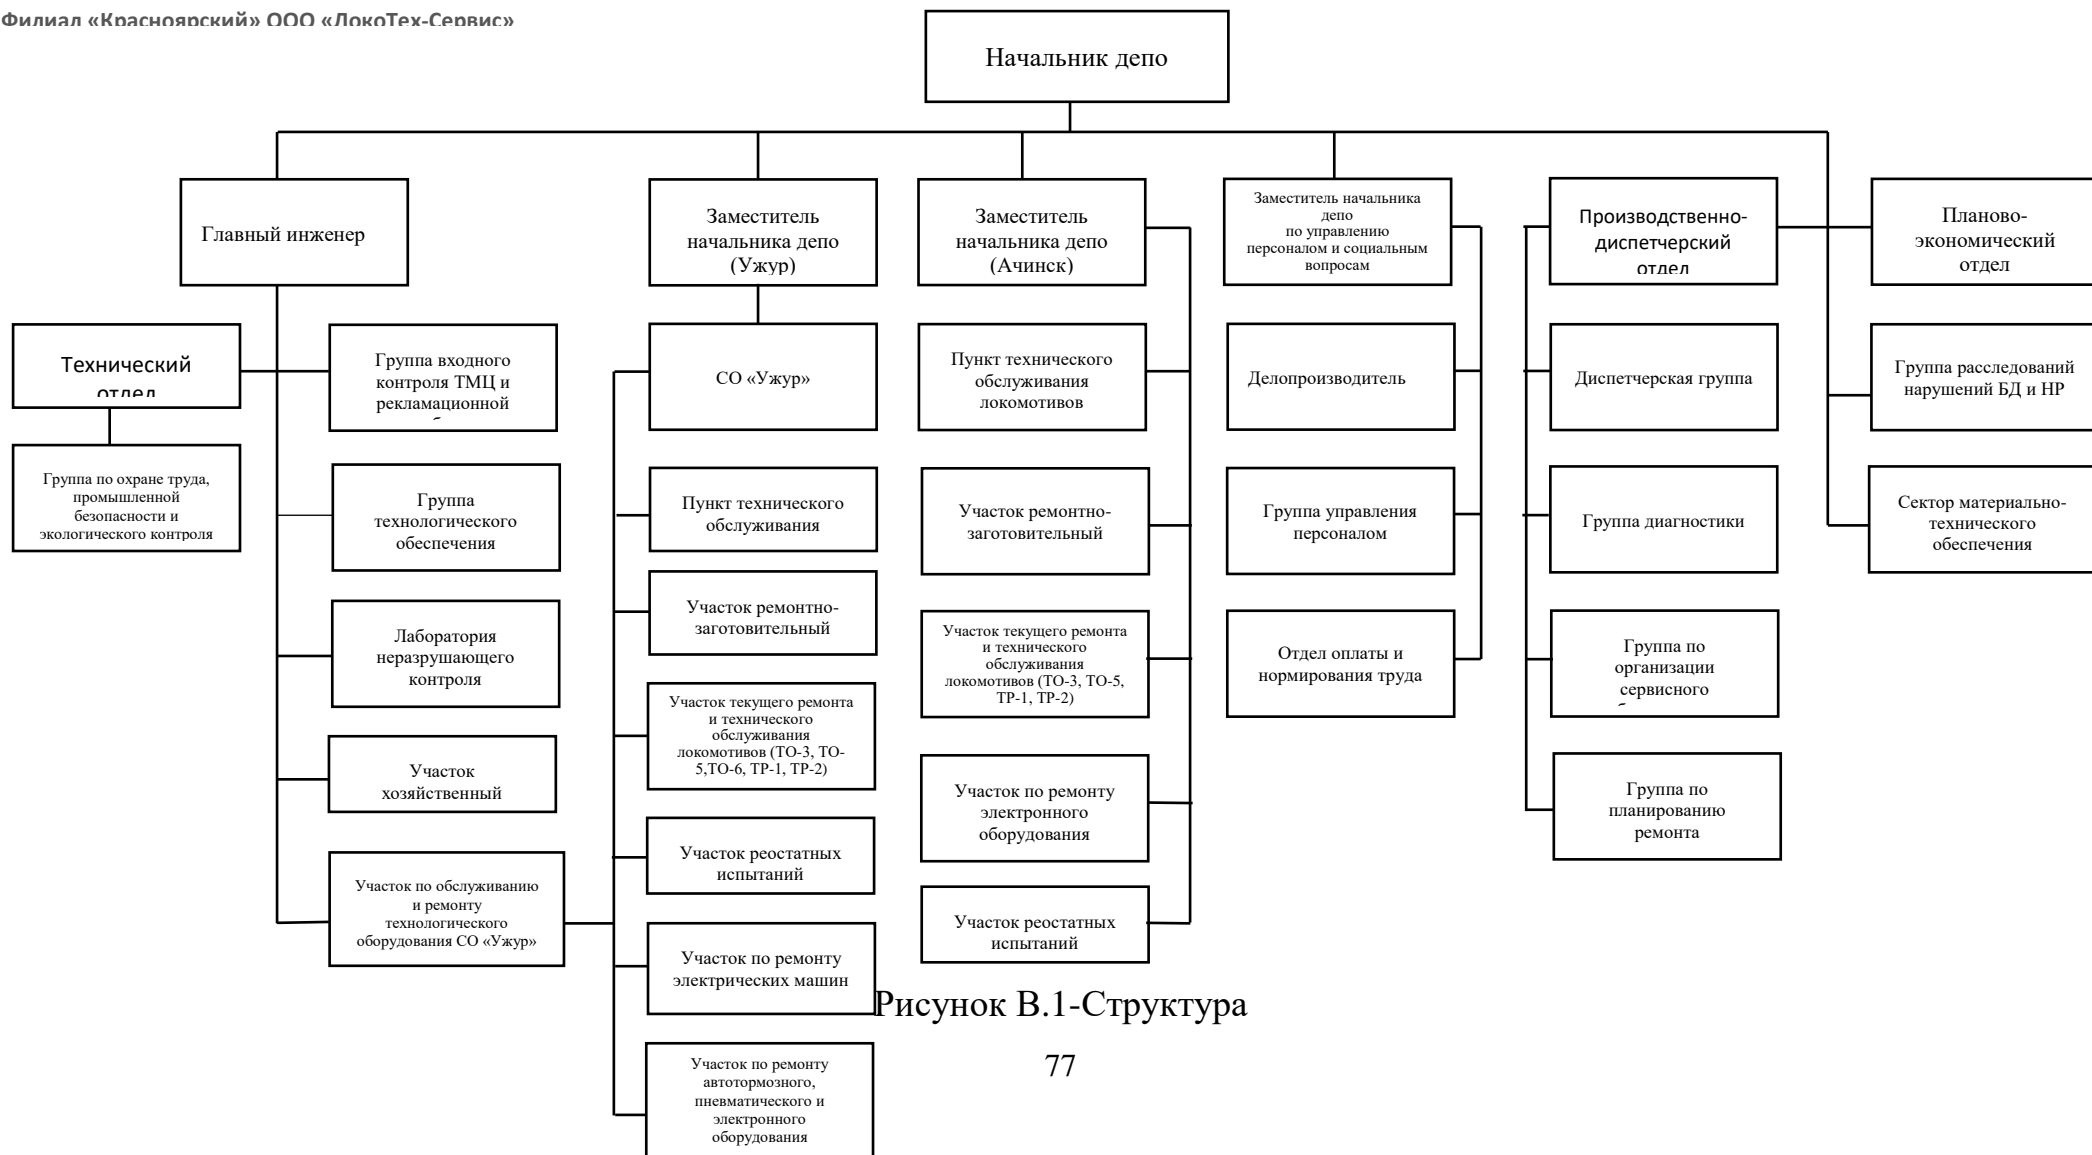 Филиал «Красноярский» ООО «ЛокоТех-Сервис»
Начальник депо
Главный инженер
Заместитель
начальника депо
(Ужур)
Заместитель
начальника депо
(Ачинск)
Заместитель начальника
депо
по управлению
персоналом и социальным
вопросам
Производственно-
диспетчерский
отдел
Планово-
экономический
отдел
Технический
отдел
Группа по охране труда,
промышленной
безопасности и
экологического контроля
Группа входного
контроля ТМЦ и
рекламационной
Группа
технологического
обеспечения
Лаборатория
неразрушающего
контроля
Участок
хозяйственный
Участок по обслуживанию
и ремонту
технологического
оборудования СО «Ужур»
СО «Ужур»
Пункт технического
обслуживания
Участок ремонтно-
заготовительный
Участок текущего ремонта
и технического
обслуживания
локомотивов (ТО-3, ТО-
5,ТО-6, ТР-1, ТР-2)
Участок реостатных
испытаний
Участок по ремонту
электрических машин
Участок по ремонту
автотормозного,
пневматического и
электронного
оборудования
Пункт технического
обслуживания
локомотивов
Участок ремонтно-
заготовительный
Участок текущего ремонта
и технического
обслуживания
локомотивов (ТО-3, ТО-5,
ТР-1, ТР-2)
Участок по ремонту
электронного
оборудования
Участок реостатных
испытаний
Делопроизводитель
Группа управления
персоналом
Отдел оплаты и
нормирования труда
Диспетчерская группа
Группа диагностики
Группа по
организации
сервисного
Группа по
планированию
ремонта
Группа расследований
нарушений БД и НР
Сектор материально-
технического
обеспечения
Рисунок В.1-Структура
77